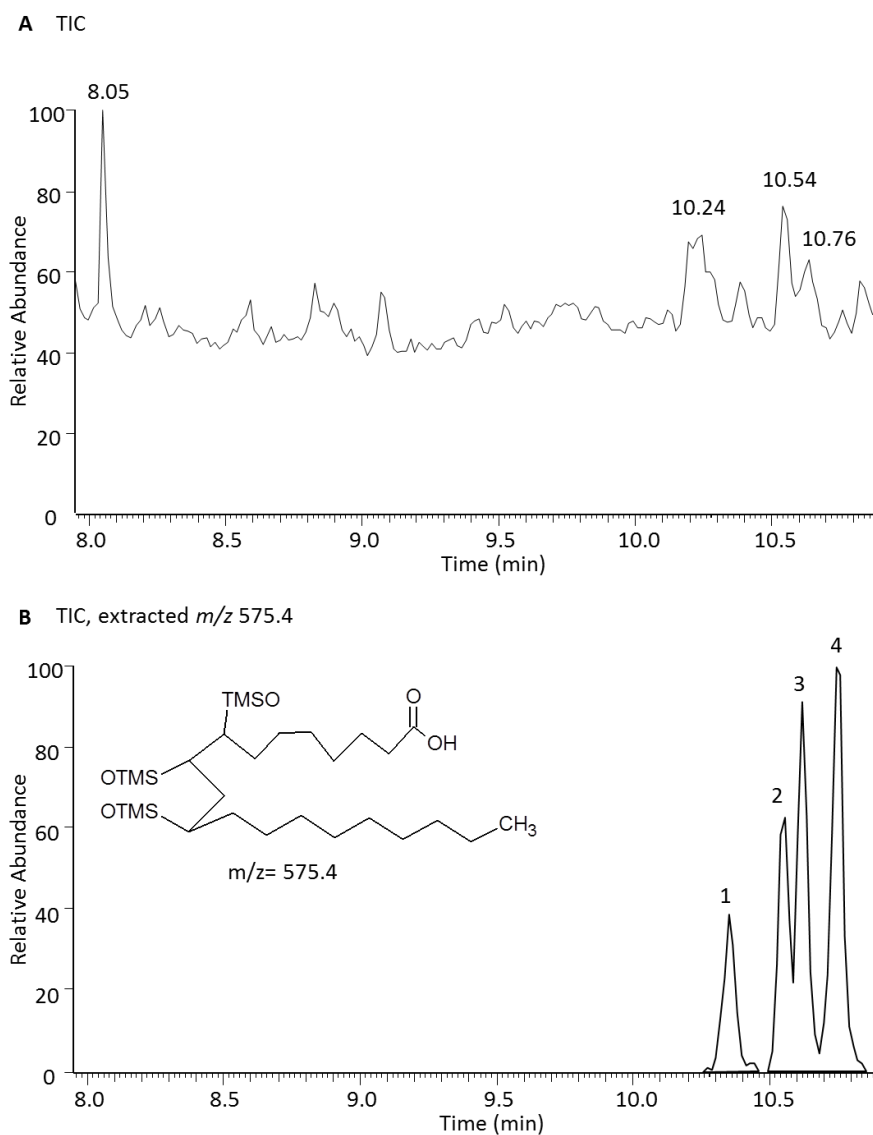 A TIC
8.05
10.24
10.54
10.76
100
80
60
40
20
0
Relative Abundance
8.0 8.5 9.0 9.5 10.0 10.5
Time (min)
B TIC, extracted m/z 575.4
4
3
2
1
100
80
60
40
20
0
Relative Abundance
TMSO
O
OH
OTMS
OTMS
CH3
m/z= 575.4
8.0 8.5 9.0 9.5 10.0 10.5
Time (min)